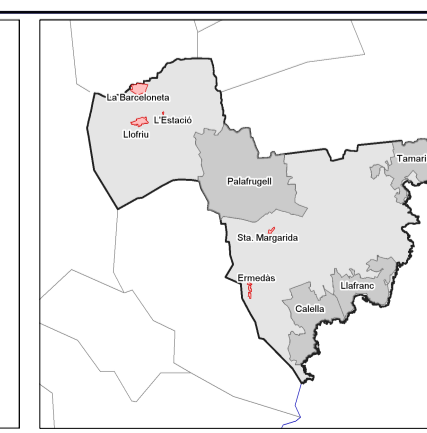 La Barceloneta
L'Estació
Llofriu
Tamari
Palafrugell
Sta. Margarida
Ermedàs
Llafranc
Calella